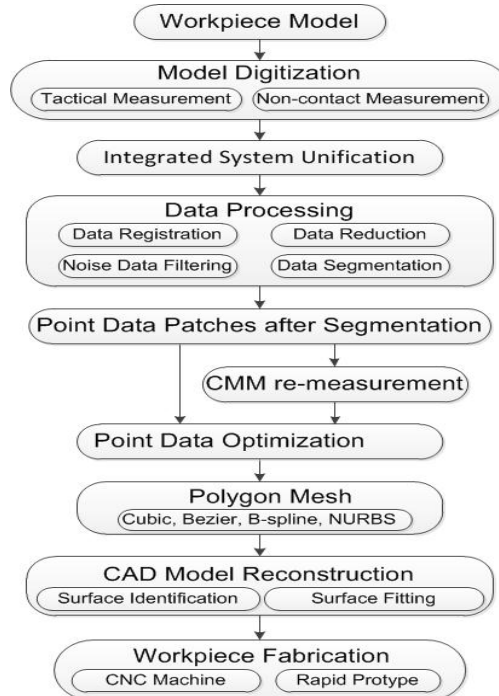 Workpiece Model
Model Digitization
Tactical Measurement Non-contact Measurement
Integrated System Unification
Data Processing
Data Registration Data Reduction
Noise Data Filtering Data Segmentation
Point Data Patches after Segmentation
CMM re-measurement
Point Data Optimization
Polygon Mesh
Cubic, Bezier, B-spline, NURBS
CAD Model Reconstruction
Surface Identification Surface Fitting
Workpiece Fabrication
CNC Machine Rapid Protype